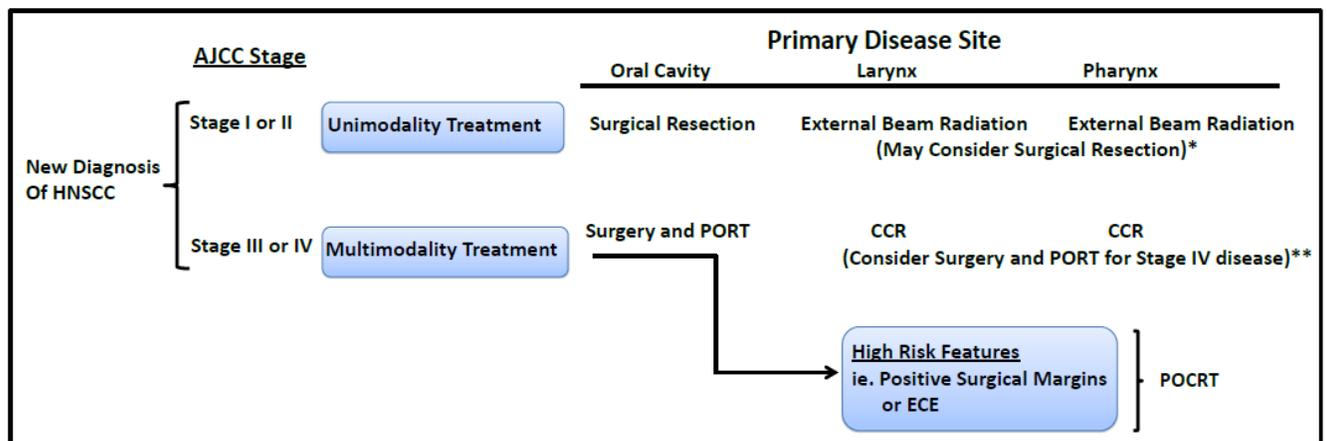 Primary Disease Site
AJCC Stage
Oral Cavity Larynx Pharynx
Stage I or II Unimodality Treatment Surgical Resection External Beam Radiation External Beam Radiation
(May Consider Surgical Resection)*
New Diagnosis
Of HNSCC
Stage III or IV Multimodality Treatment Surgery and PORT CCR CCR
(Consider Surgery and PORT for Stage IV disease)**
High Risk Features
ie. Positive Surgical Margins
or ECE
POCRT